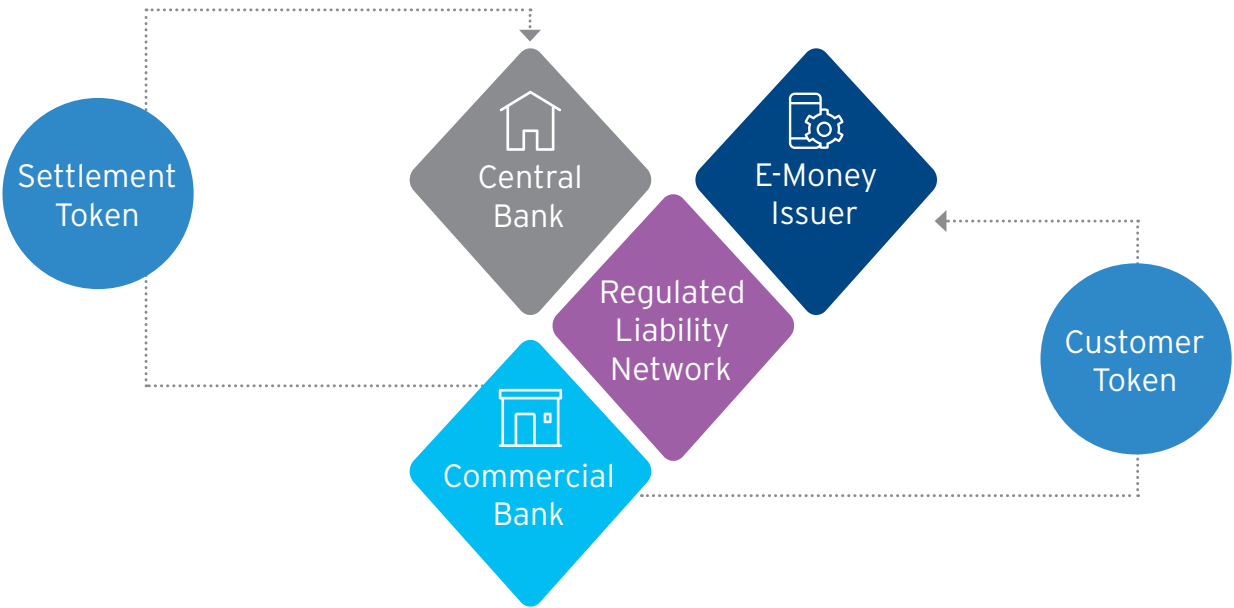 Settlement
Token
Central
Bank
E-Money
Issuer
Regulated
Liability
Network
Customer
Token
Commercial
Bank